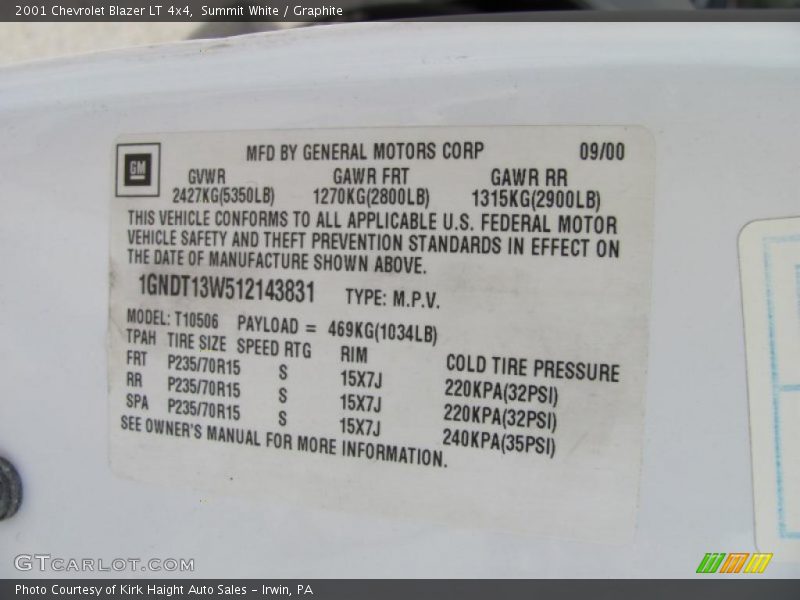 2001 Chevrolet Blazer LT 4x4, Summit White / Graphite
GM
MFD BY GENERAL MOTORS CORP 09/00
GVWR GAWR FRT GAWR RR
2427KG(5350LB) 1270KG(2800LB) 1315KG(2900LB)
THIS VEHICLE CONFORMS TO ALL APPLICABLE U.S. FEDERAL MOTOR
VEHICLE SAFETY AND THEFT PREVENTION STANDARDS IN EFFECT ON
THE DATE OF MANUFACTURE SHOWN ABOVE.
1GNDT13W512143831 TYPE: M.P.V.
MODEL: T10506 PAYLOAD = 469KG(1034LB)
TPAH TIRE SIZE SPEED RTG RIM COLD TIRE PRESSURE
FRT P235/70R15 S 15X7J 220KPA(32PSI)
RR P235/70R15 S 15X7J 220KPA(32PSI)
SPA P235/70R15 S 15X7J 240KPA(35PSI)
SEE OWNER'S MANUAL FOR MORE INFORMATION.
GTCARLOT.COM
Photo Courtesy of Kirk Haight Auto Sales - Irwin, PA